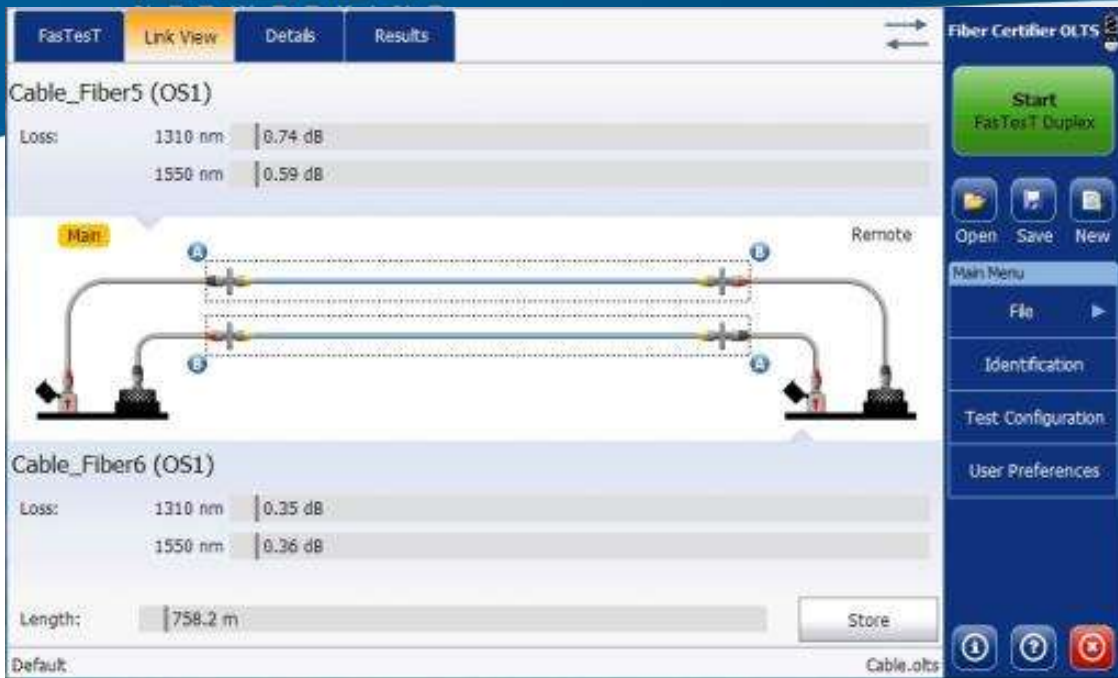 FasTesT Link View Details Results
Fiber Certifier OLTS
Cable_Fiber5 (OS1)
Loss: 1310 nm 0.74 dB
1550 nm 0.59 dB
Main Remote
A B
B A
T T
Cable_Fiber6 (OS1)
Loss: 1310 nm 0.35 dB
1550 nm 0.36 dB
Length: 758.2 m Store
Default Cable.olts
Start
FasTesT Duplex
Open Save New
Main Menu
File
Identification
Test Configuration
User Preferences
i ?